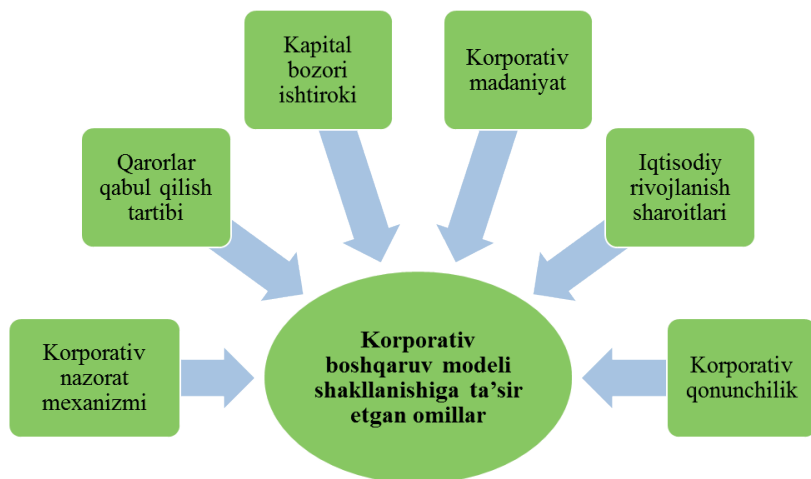 Kapital
bozori
ishtiroki
Korporativ
madaniyat
Qarorlar
qabul qilish
tartibi
Iqtisodiy
rivojlanish
sharoitlari
Korporativ
nazorat
mexanizmi
Korporativ
boshqaruv modeli
shakllanishiga ta’sir
etgan omillar
Korporativ
qonunchilik